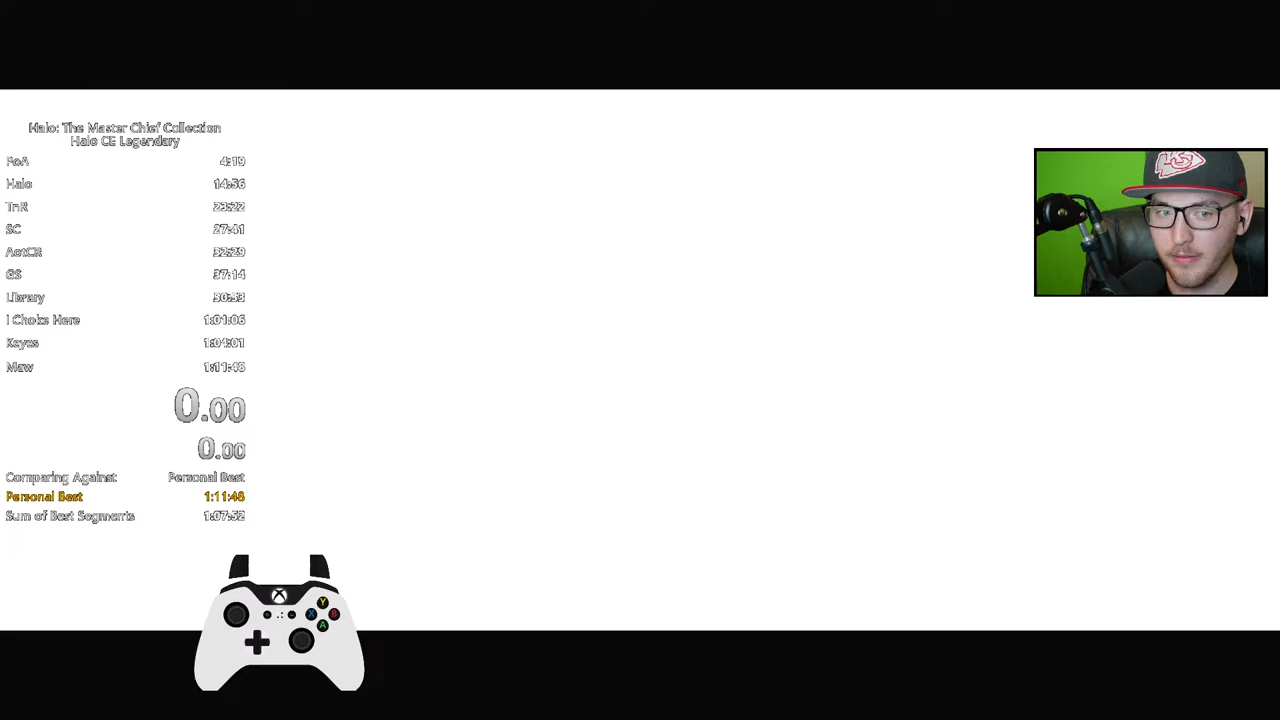 Halo: The Master Chief Collection
Halo CE Legendary
PoA 4:19
Halo 14:56
TnR 23:22
SC 27:41
AotCR 32:29
GS 37:14
Library 50:53
I Choke Here 1:01:06
Keyes 1:04:01
Maw 1:11:48
0.00
0.00
Comparing Against Personal Best
Personal Best 1:11:48
Sum of Best Segments 1:07:52
Y
X B
A